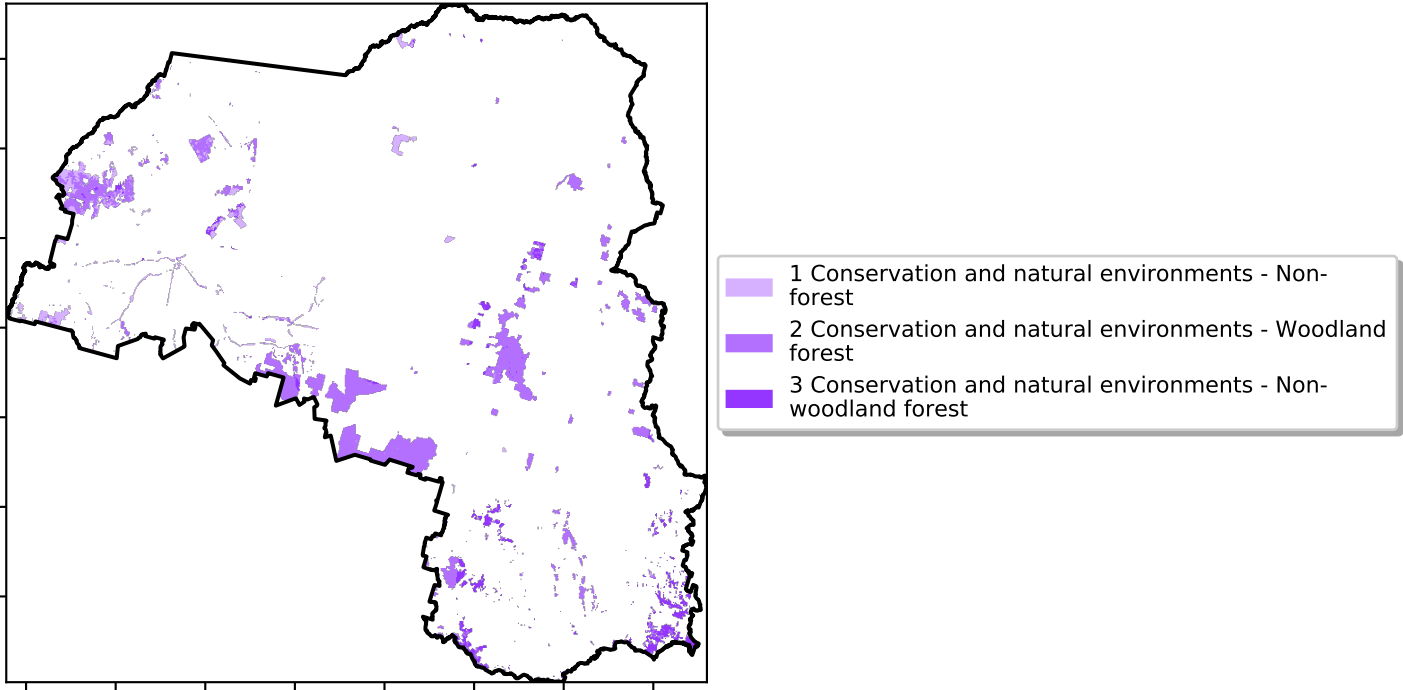 1 Conservation and natural environments - Non-
forest
2 Conservation and natural environments - Woodland
forest
3 Conservation and natural environments - Non-
woodland forest